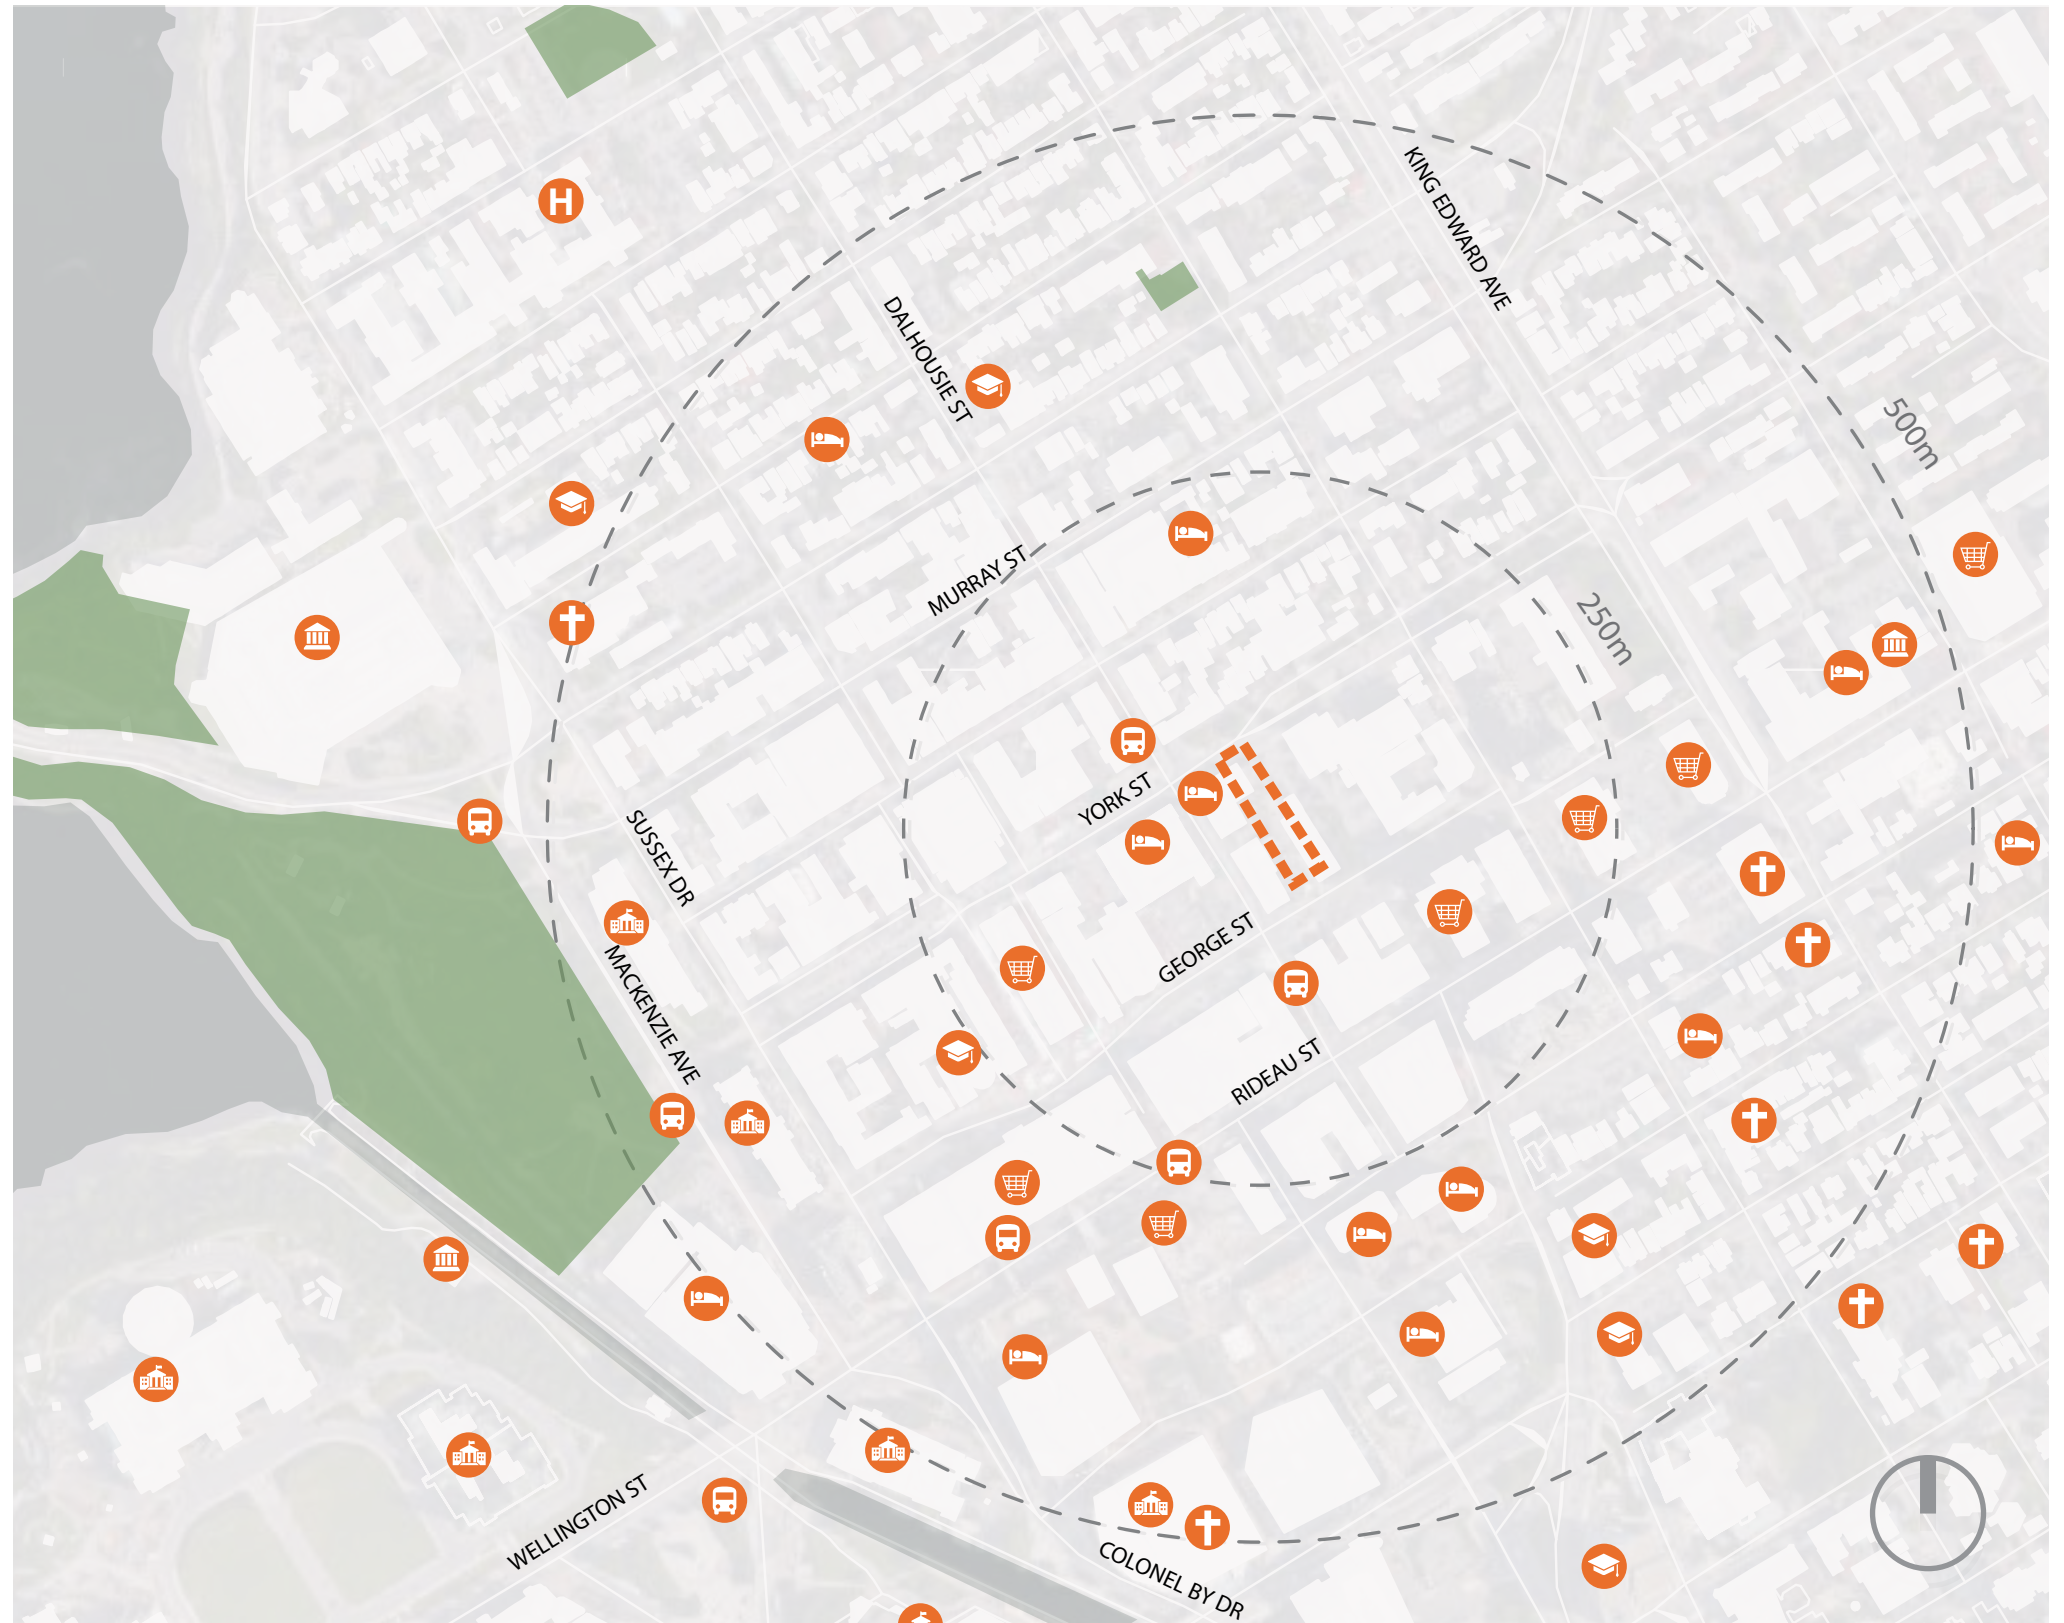 KING EDWARD AVE
H
DALHOUSIE ST
500m
MURRAY ST
250m
YORK ST
SUSSEX DR
GEORGE ST
MACKENZIE AVE
RIDEAU ST
WELLINGTON ST
COLONEL BY DR